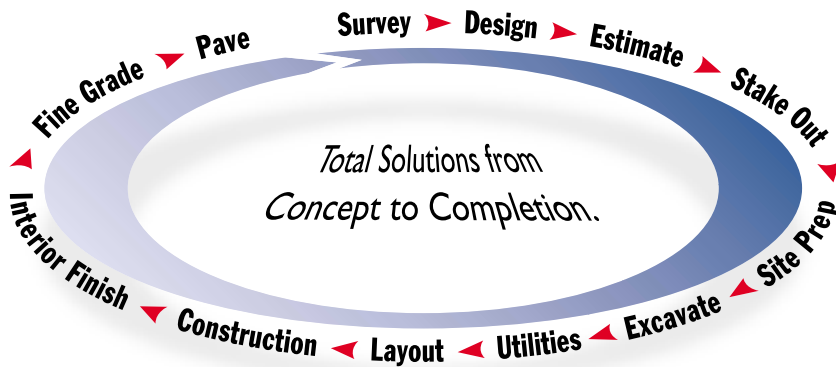 Survey
Design
Estimate
Stake Out
Site Prep
Excavate
Utilities
Layout
Construction
Interior Finish
Fine Grade
Pave
Total Solutions from
Concept to Completion.